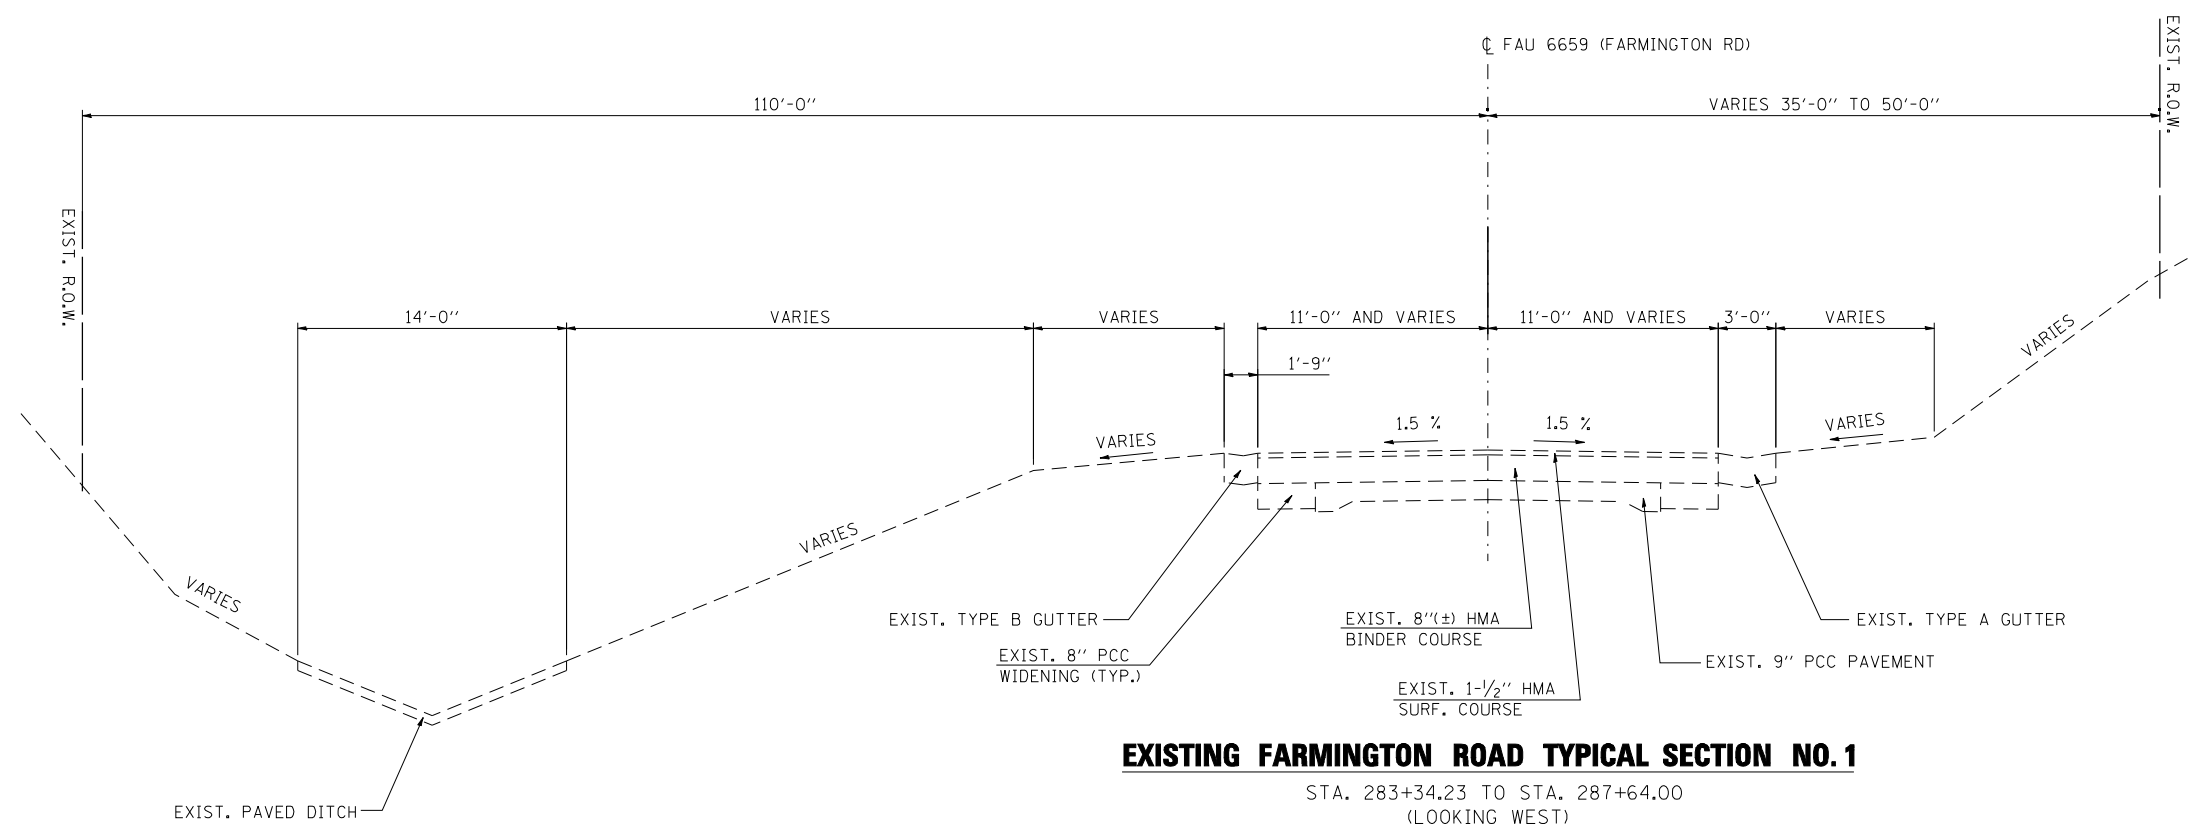 ℄ FAU 6659 (FARMINGTON RD)
EXIST. R.O.W.
110'-0"
VARIES 35'-0" TO 50'-0"
EXIST. R.O.W.
14'-0"
VARIES
VARIES
11'-0" AND VARIES
11'-0" AND VARIES
3'-0"
VARIES
1'-9"
VARIES
VARIES
1.5 %
1.5 %
VARIES
VARIES
VARIES
EXIST. TYPE B GUTTER
EXIST. 8"(±) HMA
BINDER COURSE
EXIST. TYPE A GUTTER
EXIST. 8" PCC
WIDENING (TYP.)
EXIST. 9" PCC PAVEMENT
EXIST. 1-1/2" HMA
SURF. COURSE
EXIST. PAVED DITCH
EXISTING FARMINGTON ROAD TYPICAL SECTION NO. 1
STA. 283+34.23 TO STA. 287+64.00
(LOOKING WEST)